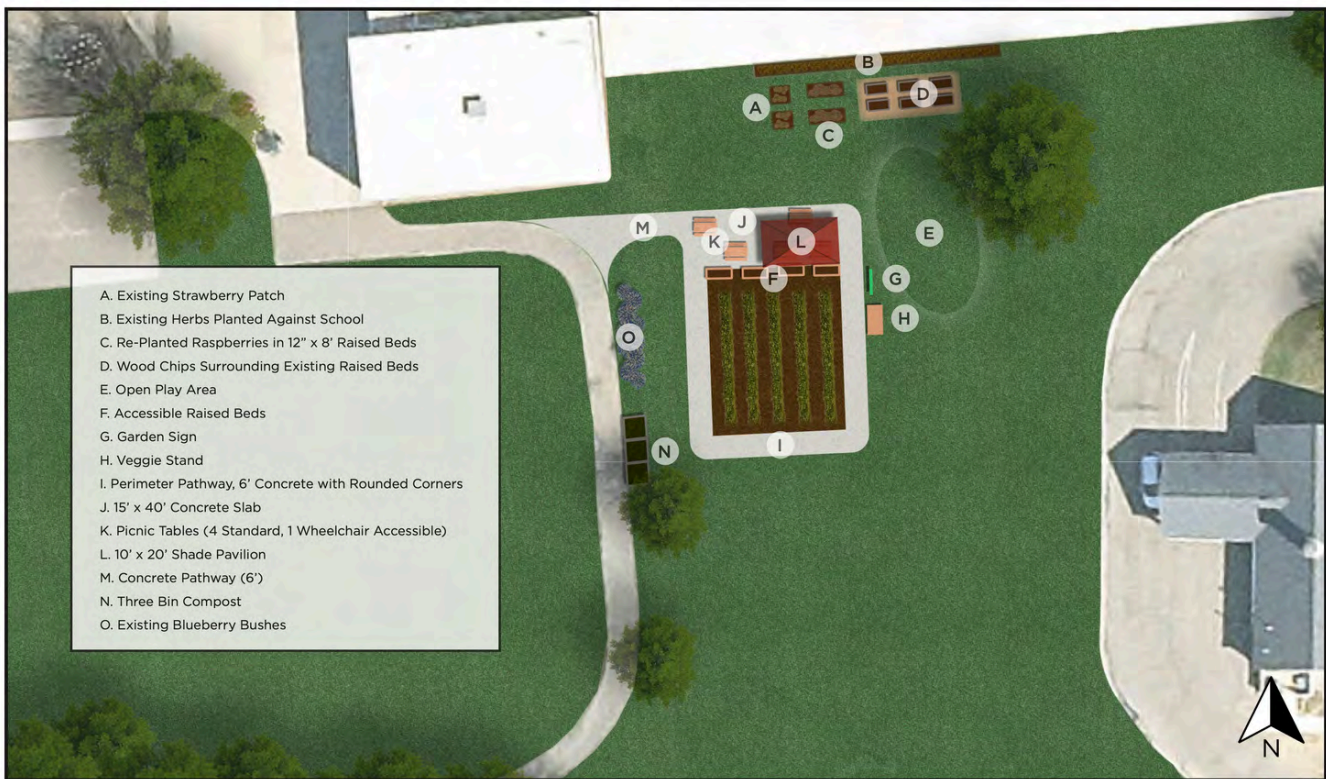 B
A
D
C
M
J
K
L
E
F
G
H
O
N
I
A. Existing Strawberry Patch
B. Existing Herbs Planted Against School
C. Re-Planted Raspberries in 12" x 8' Raised Beds
D. Wood Chips Surrounding Existing Raised Beds
E. Open Play Area
F. Accessible Raised Beds
G. Garden Sign
H. Veggie Stand
I. Perimeter Pathway, 6' Concrete with Rounded Corners
J. 15' x 40' Concrete Slab
K. Picnic Tables (4 Standard, 1 Wheelchair Accessible)
L. 10' x 20' Shade Pavilion
M. Concrete Pathway (6')
N. Three Bin Compost
O. Existing Blueberry Bushes
N